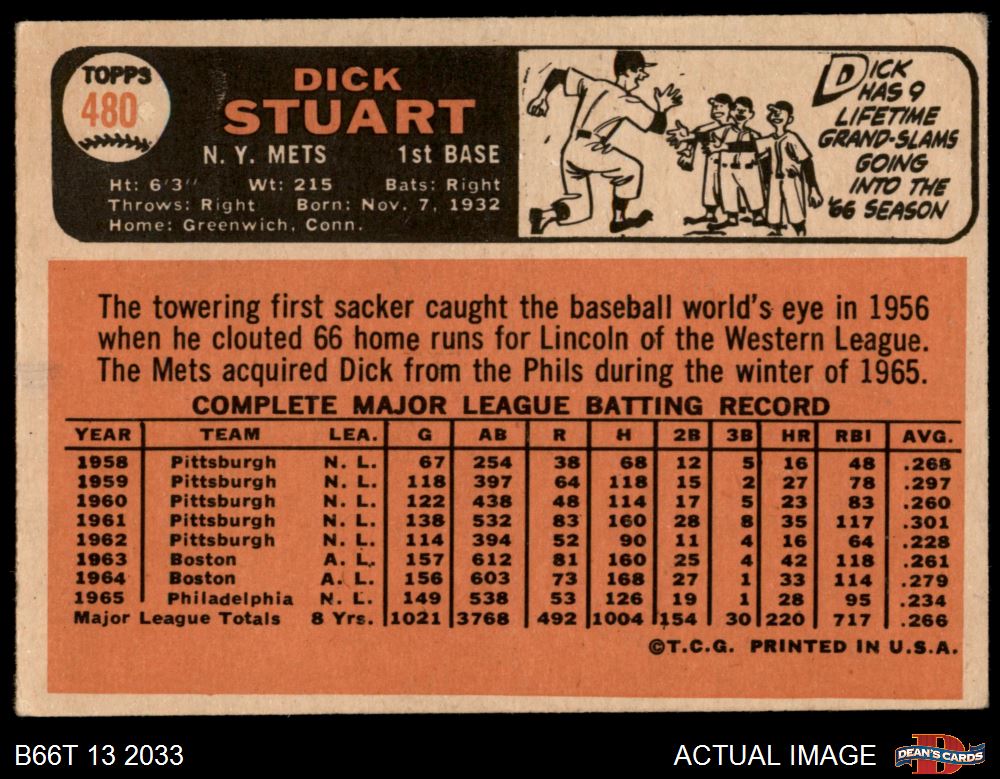 TOPPS
480
DICK
STUART
N. Y. METS 1st BASE
Ht: 6'3" Wt: 215 Bats: Right
Throws: Right Born: Nov. 7, 1932
Home: Greenwich, Conn.
DICK
HAS 9
LIFETIME
GRAND-SLAMS
GOING
INTO THE
'66 SEASON
The towering first sacker caught the baseball world's eye in 1956
when he clouted 66 home runs for Lincoln of the Western League.
The Mets acquired Dick from the Phils during the winter of 1965.
COMPLETE MAJOR LEAGUE BATTING RECORD
YEAR TEAM LEA. G AB R H 2B 3B HR RBI AVG.
1958 Pittsburgh N. L. 67 254 38 68 12 5 16 48 .268
1959 Pittsburgh N. L. 118 397 64 118 15 2 27 78 .297
1960 Pittsburgh N. L. 122 438 48 114 17 5 23 83 .260
1961 Pittsburgh N. L. 138 532 83 160 28 8 35 117 .301
1962 Pittsburgh N. L. 114 394 52 90 11 4 16 64 .228
1963 Boston A. L. 157 612 81 160 25 4 42 118 .261
1964 Boston A. L. 156 603 73 168 27 1 33 114 .279
1965 Philadelphia N. L. 149 538 53 126 19 1 28 95 .234
Major League Totals 8 Yrs. 1021 3768 492 1004 154 30 220 717 .266
©T.C.G. PRINTED IN U.S.A.
B66T 13 2033 ACTUAL IMAGE DEAN'S CARDS